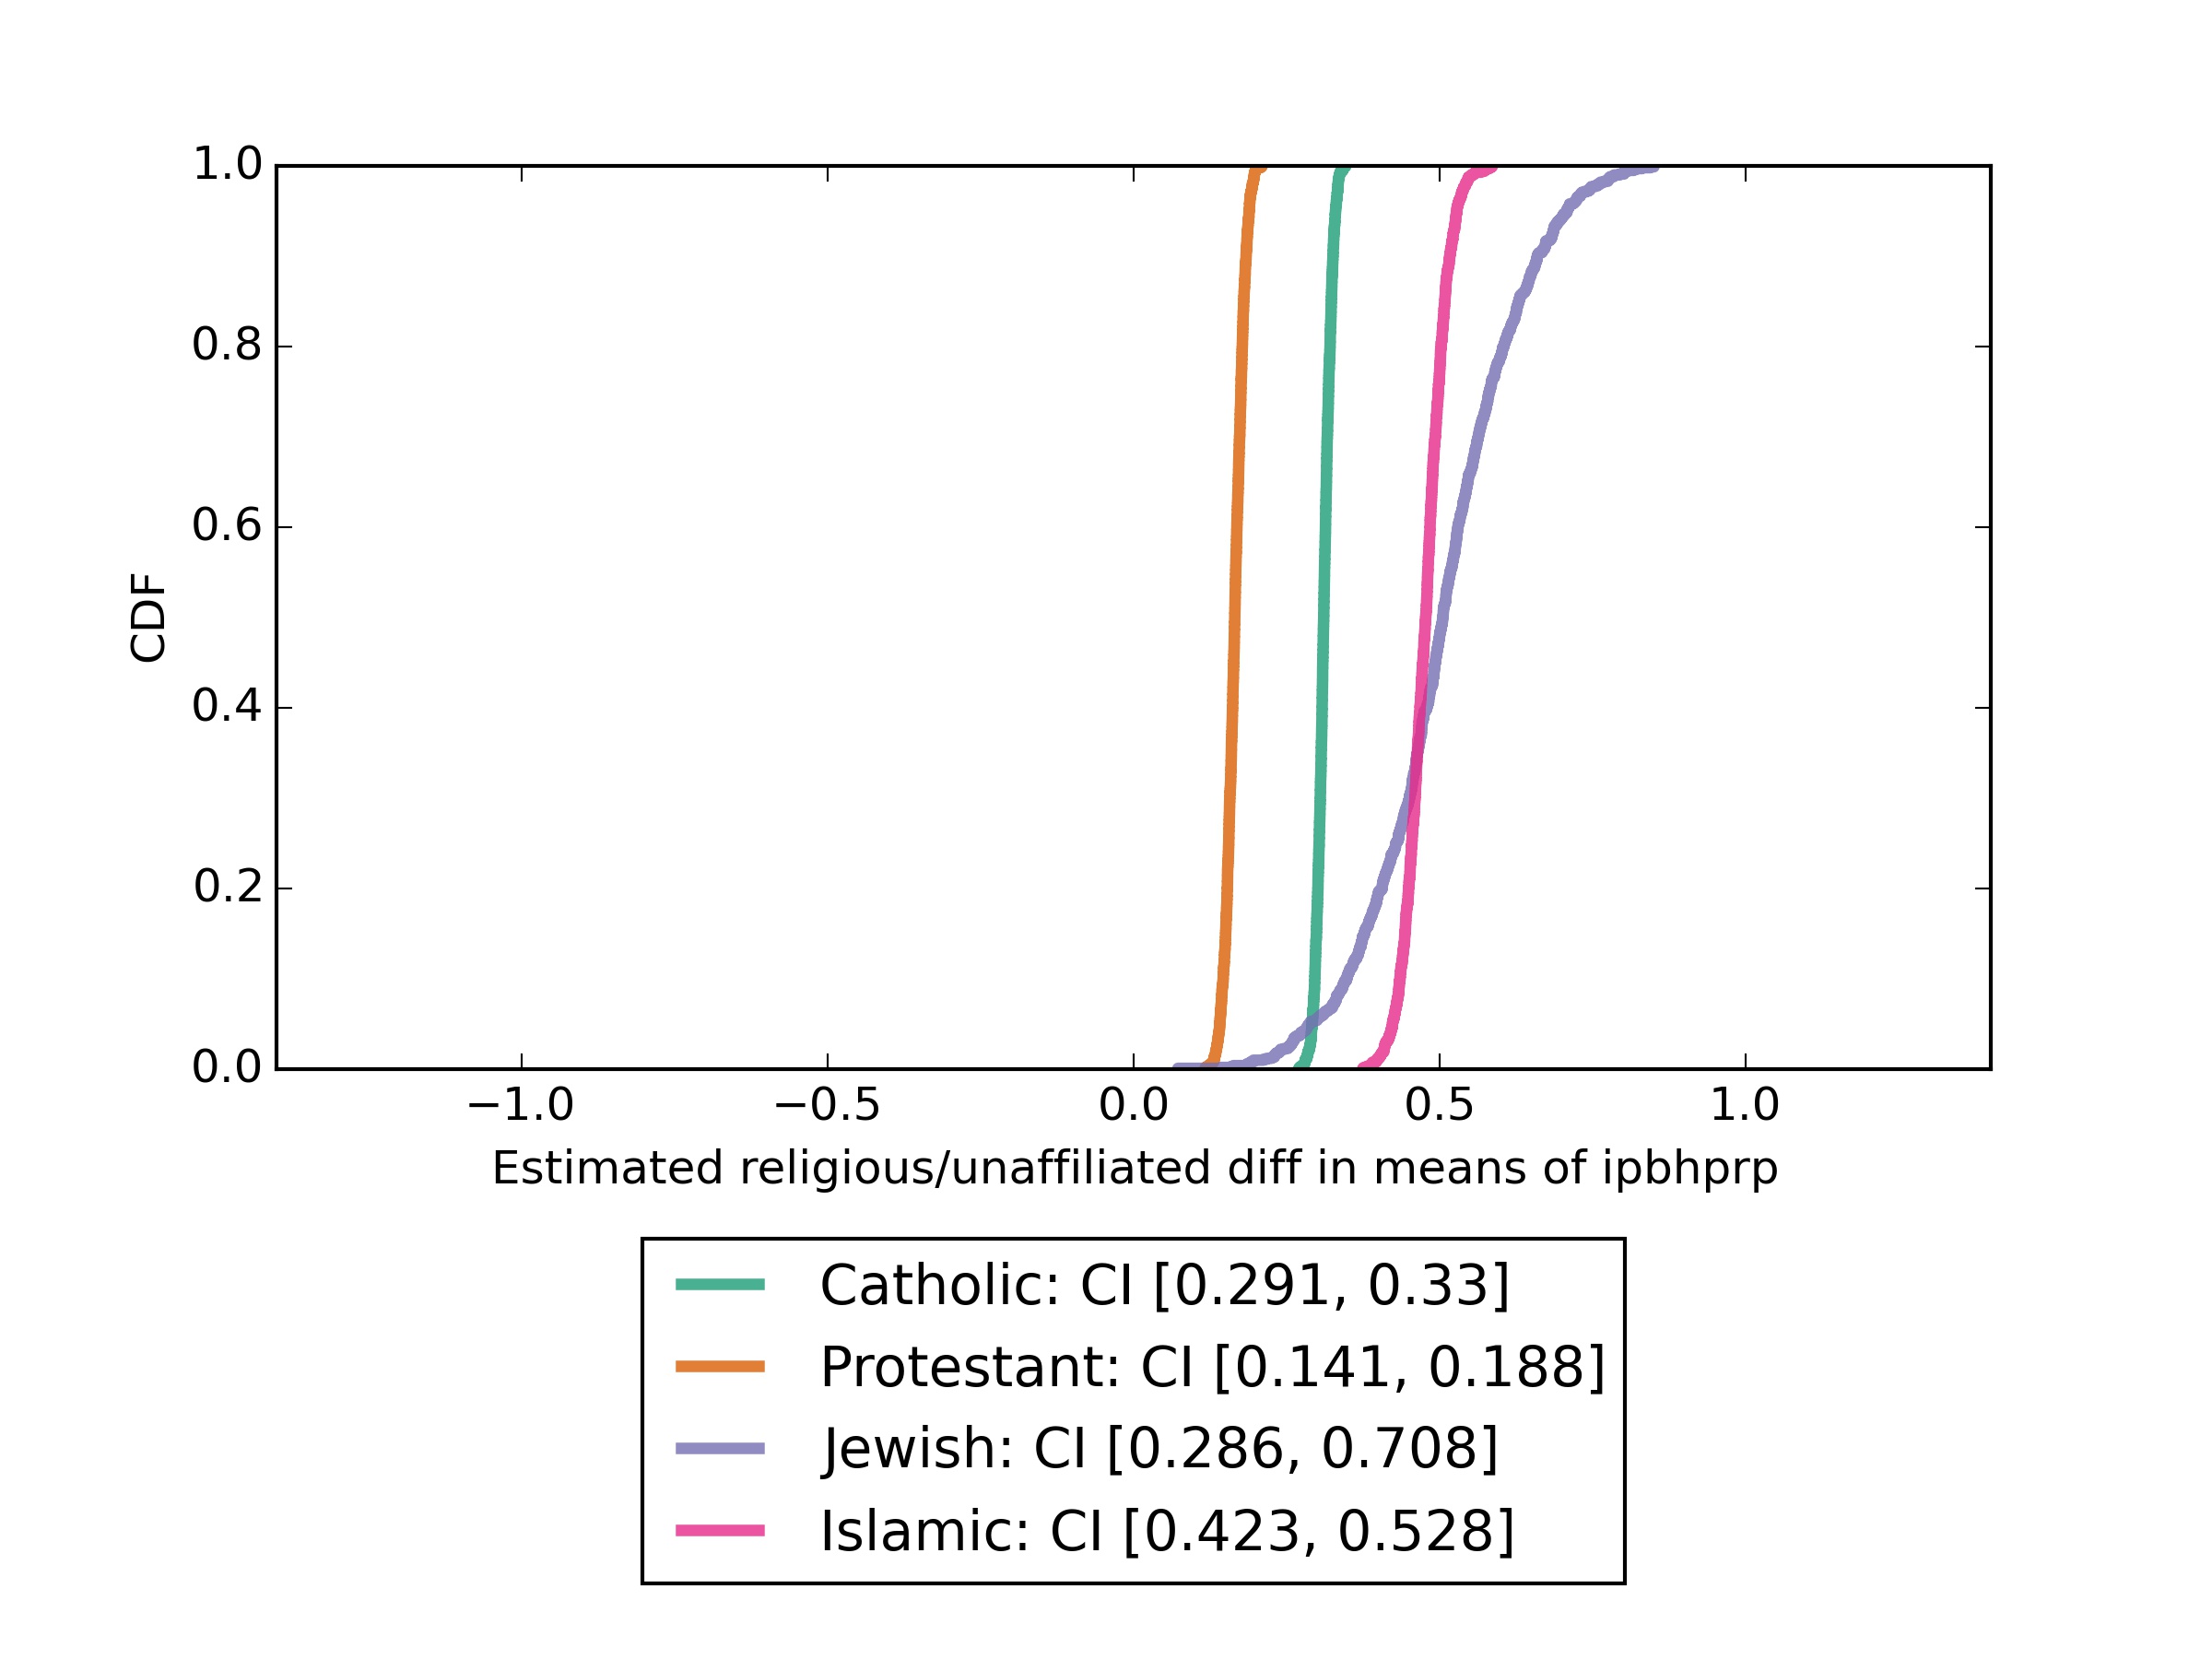 1.0
0.8
0.6
0.4
0.2
0.0
CDF
−1.0 −0.5 0.0 0.5 1.0
Estimated religious/unaffiliated diff in means of ipbhprp
Catholic: CI [0.291, 0.33]
Protestant: CI [0.141, 0.188]
Jewish: CI [0.286, 0.708]
Islamic: CI [0.423, 0.528]